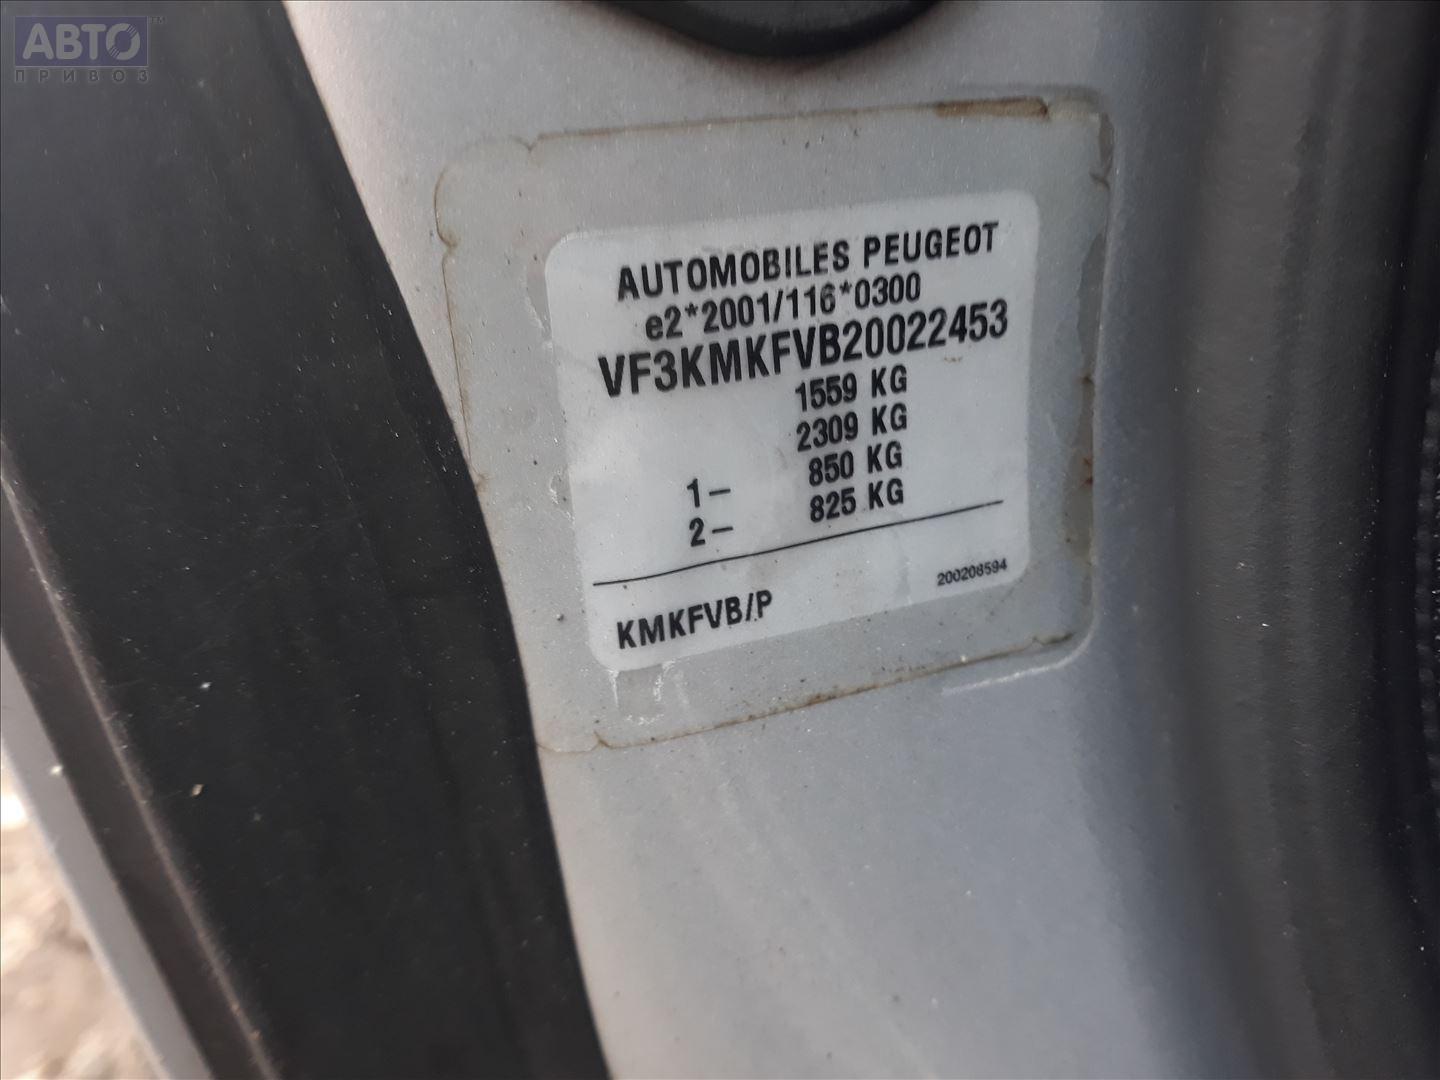 АВТО™
ПРИВОЗ
AUTOMOBILES PEUGEOT
e2*2001/116*0300
VF3KMKFVB20022453
1559 KG
2309 KG
1– 850 KG
2– 825 KG
KMKFVB/P 200208594